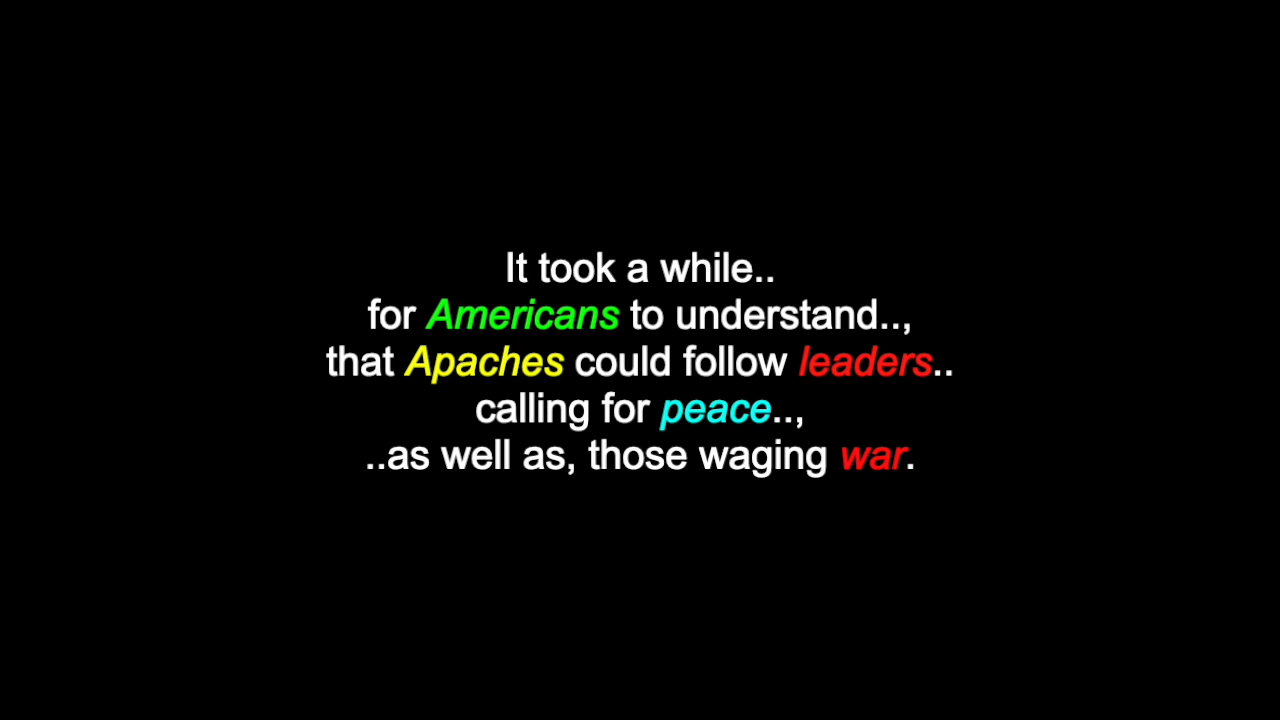 It took a while..
for Americans to understand..,
that Apaches could follow leaders..
calling for peace..,
..as well as, those waging war.